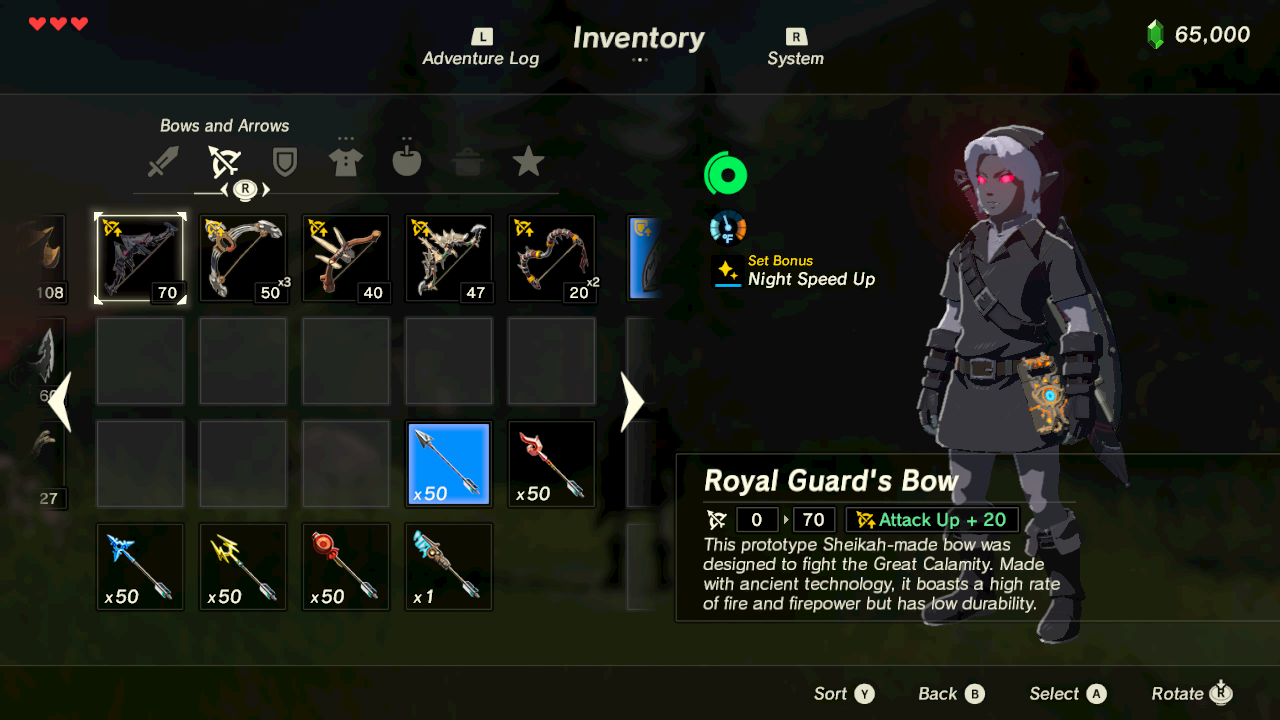 L
Inventory
R
65,000
Adventure Log
System
Bows and Arrows
R
°F
Set Bonus
Night Speed Up
108
70
50
x3
40
47
20
x2
x50
x50
27
Royal Guard's Bow
0
70
Attack Up + 20
This prototype Sheikah-made bow was
designed to fight the Great Calamity. Made
with ancient technology, it boasts a high rate
of fire and firepower but has low durability.
x50
x50
x50
x1
Sort Y
Back B
Select A
Rotate R